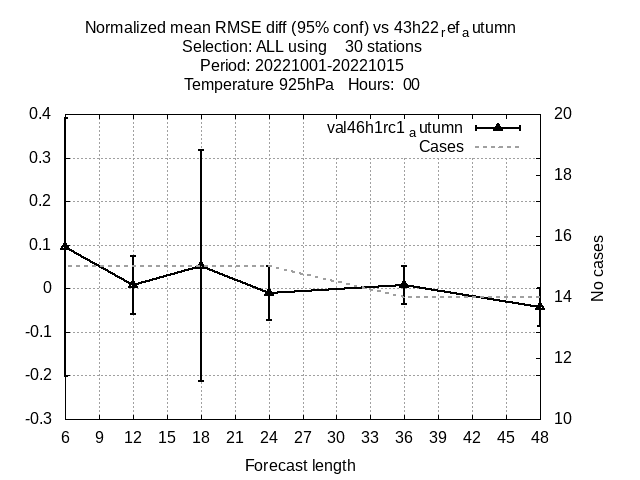 Normalized mean RMSE diff (95% conf) vs 43h22refautumn
Selection: ALL using 30 stations
Period: 20221001-20221015
Temperature 925hPa Hours: 00
0.4
0.3
0.2
0.1
0
-0.1
-0.2
-0.3
val46h1rc1autumn
Cases
20
18
16
14
12
10
No cases
6 9 12 15 18 21 24 27 30 33 36 39 42 45 48
Forecast length